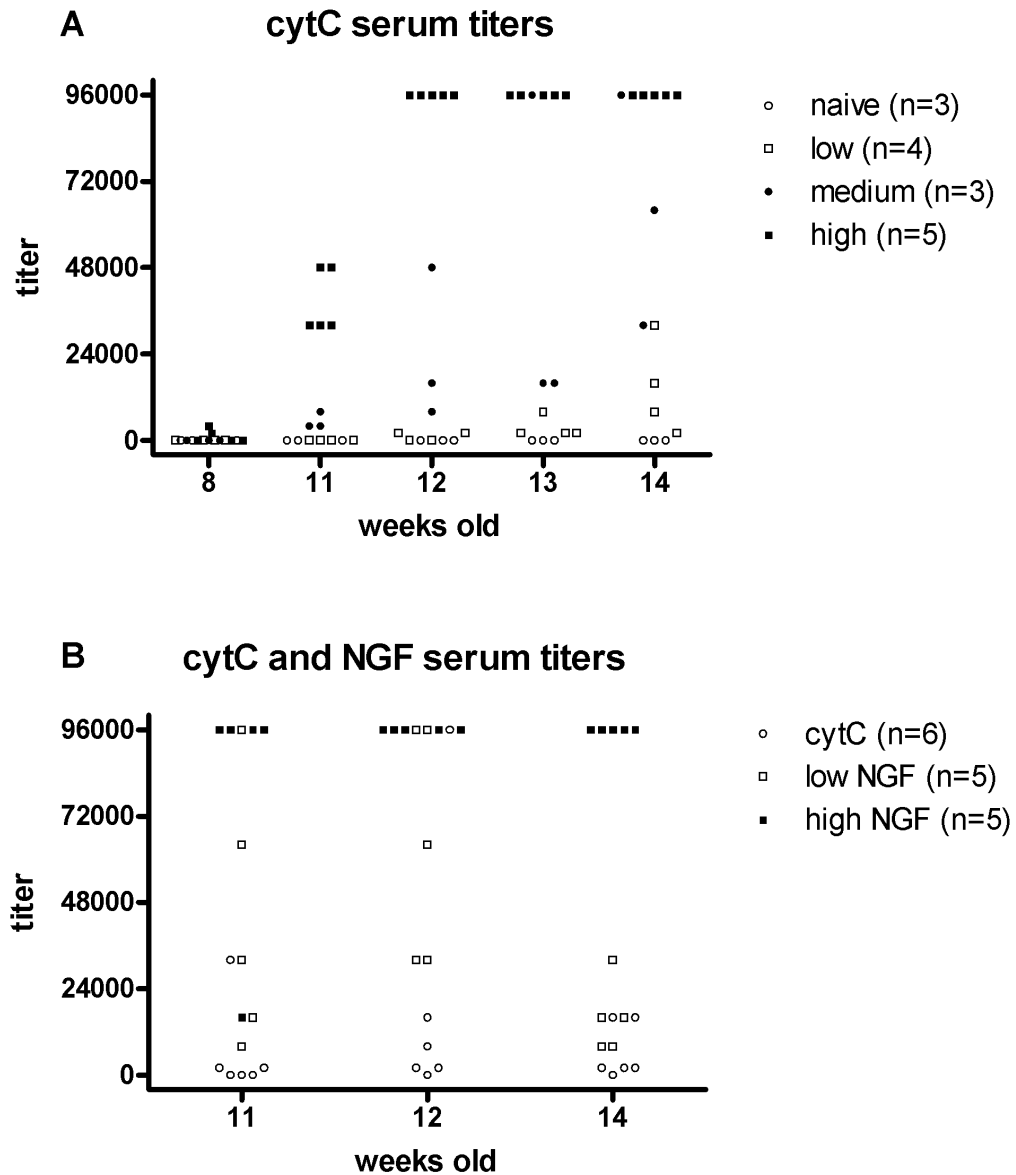 A
cytC serum titers
96000
72000
48000
24000
0
titer
8 11 12 13 14
weeks old
naive (n=3)
low (n=4)
medium (n=3)
high (n=5)
B
cytC and NGF serum titers
96000
72000
48000
24000
0
titer
11 12 14
weeks old
cytC (n=6)
low NGF (n=5)
high NGF (n=5)